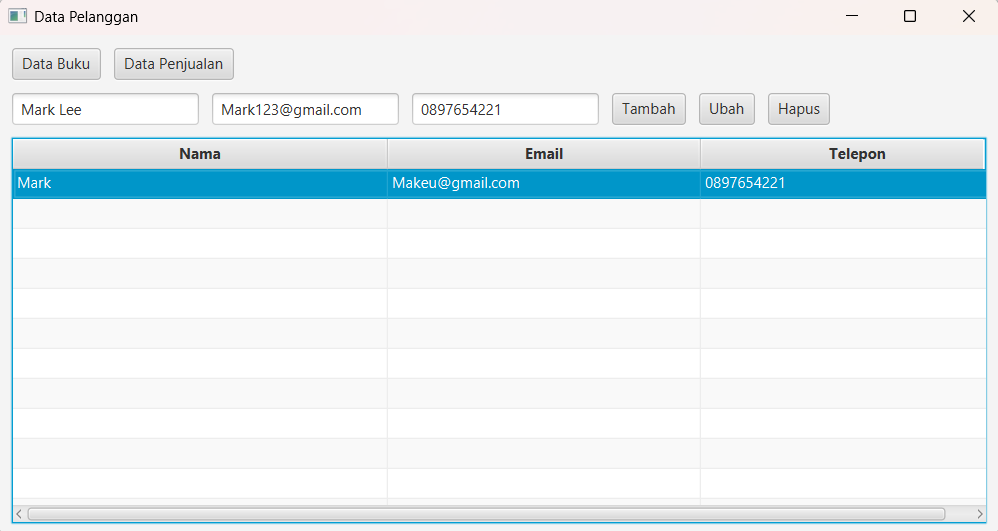 Data Pelanggan
Data Buku Data Penjualan
Mark Lee Mark123@gmail.com 0897654221 Tambah Ubah Hapus
Nama Email Telepon
Mark Makeu@gmail.com 0897654221